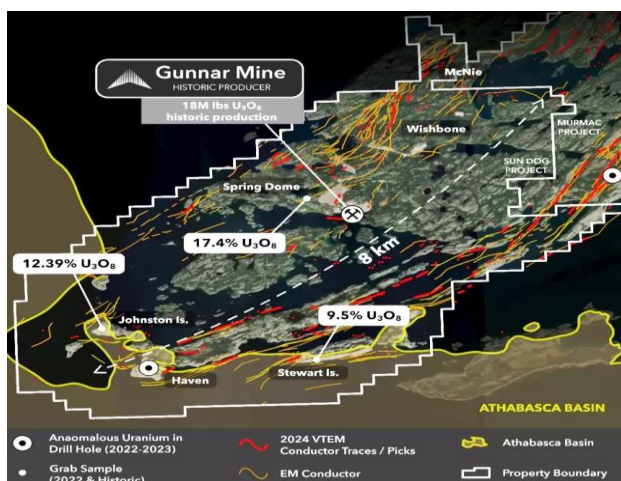 McNie
Gunnar Mine
HISTORIC PRODUCER
18M lbs U₃O₈
historic production
Wishbone
MURMAC
PROJECT
SUN DOG
PROJECT
Spring Dome
17.4% U₃O₈
8 km
12.39% U₃O₈
9.5% U₃O₈
Johnston Is.
Haven
Stewart Is.
ATHABASCA BASIN
Anaomalous Uranium in
Drill Hole (2022-2023)
2024 VTEM
Conductor Traces / Picks
Athabasca Basin
Grab Sample
(2022 & Historic)
EM Conductor
Property Boundary